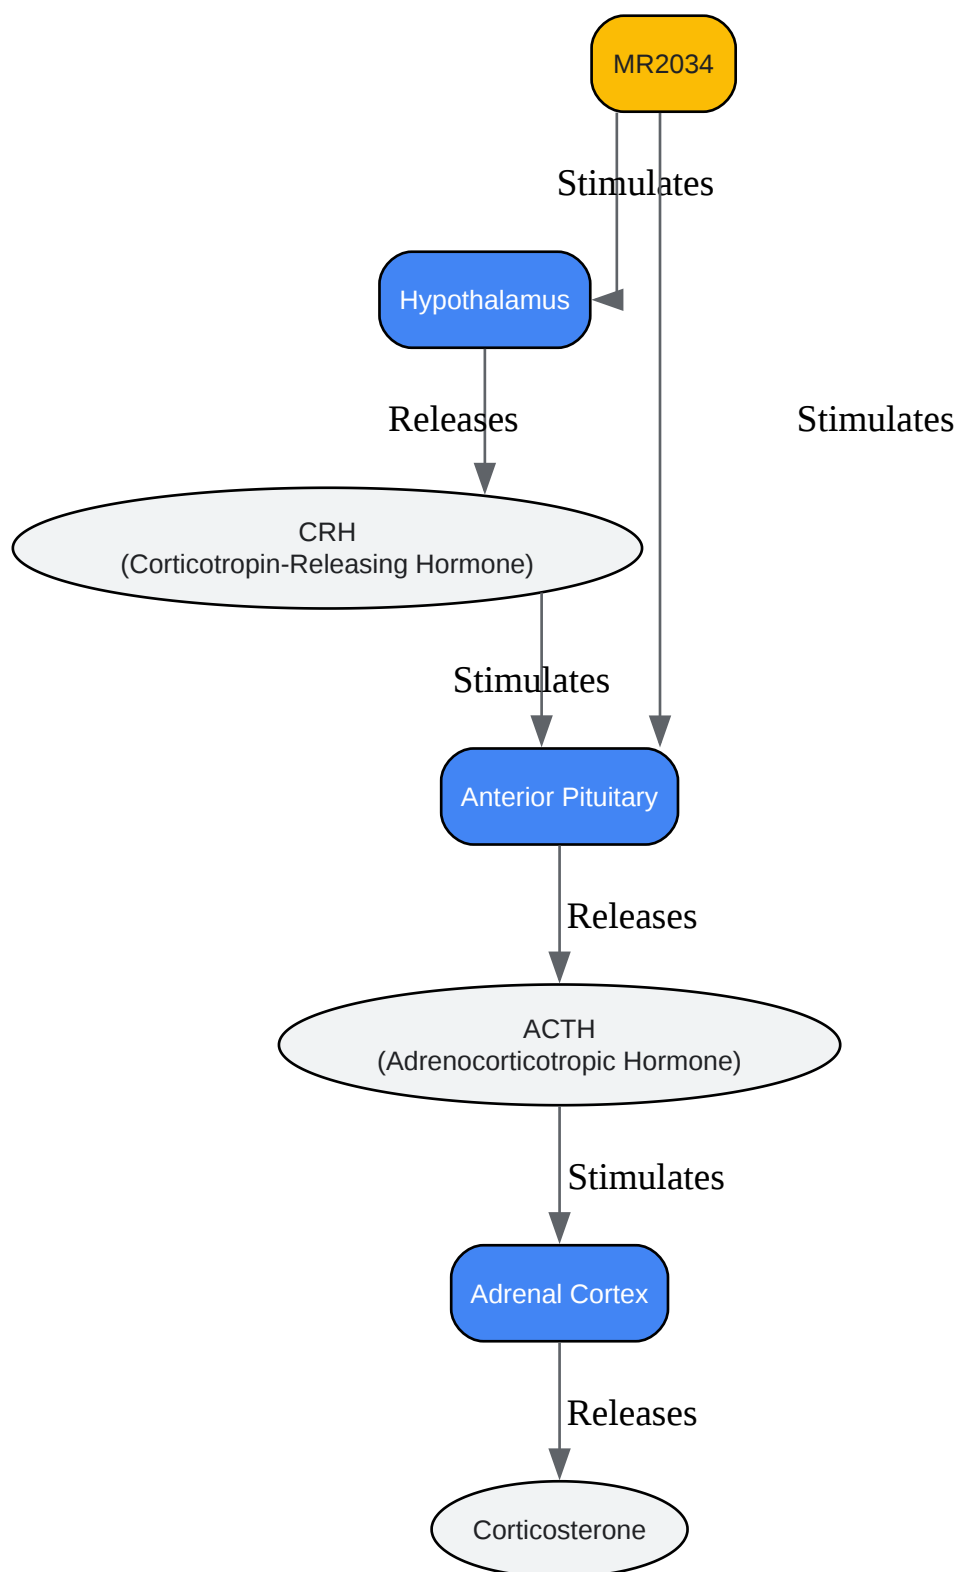 MR2034
Stimulates
Hypothalamus
Releases
Stimulates
CRH
(Corticotropin-Releasing Hormone)
Stimulates
Anterior Pituitary
Releases
ACTH
(Adrenocorticotropic Hormone)
Stimulates
Adrenal Cortex
Releases
Corticosterone